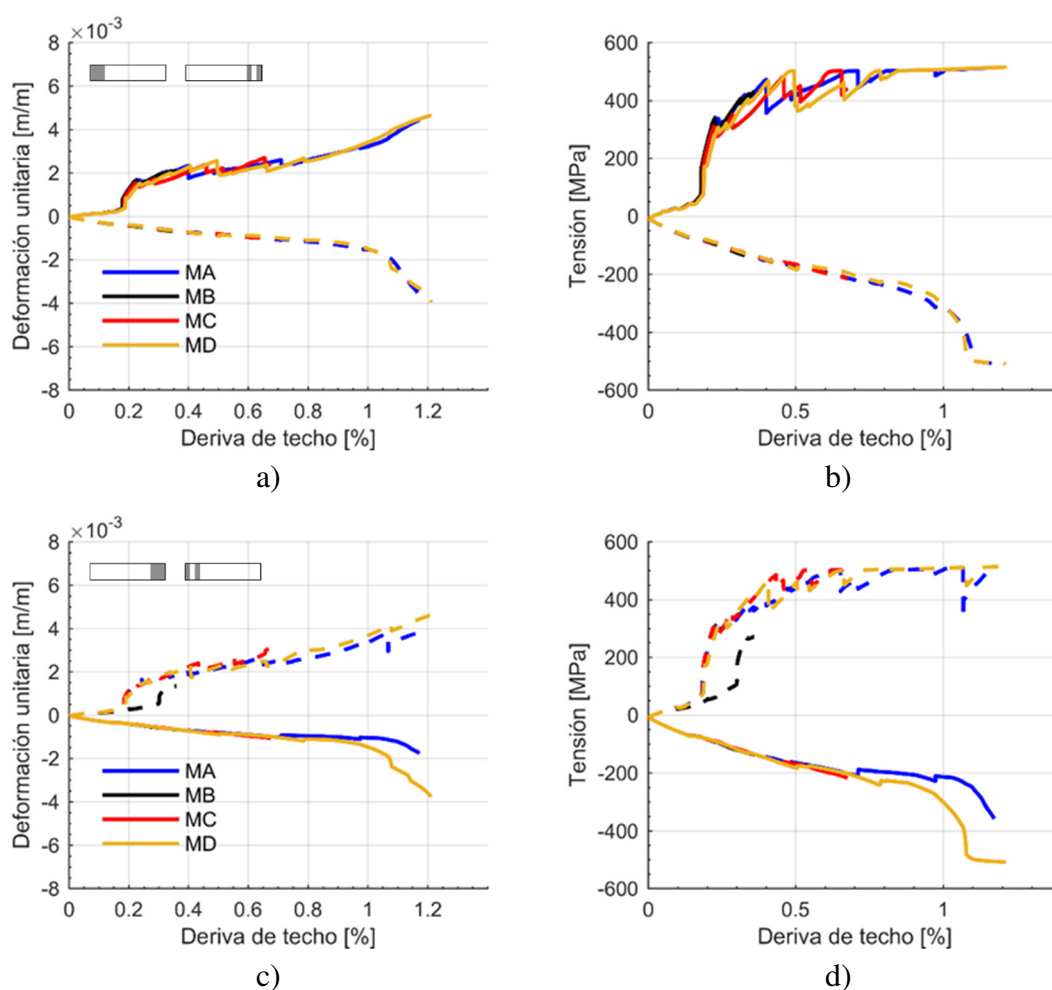 ×10⁻³
8
6
4
2
0
-2
-4
-6
-8
Deformación unitaria [m/m]
MA
MB
MC
MD
0 0.2 0.4 0.6 0.8 1 1.2
Deriva de techo [%]
a)
600
400
200
0
-200
-400
-600
Tensión [MPa]
0 0.5 1
Deriva de techo [%]
b)
×10⁻³
8
6
4
2
0
-2
-4
-6
-8
Deformación unitaria [m/m]
MA
MB
MC
MD
0 0.2 0.4 0.6 0.8 1 1.2
Deriva de techo [%]
c)
600
400
200
0
-200
-400
-600
Tensión [MPa]
0 0.5 1
Deriva de techo [%]
d)